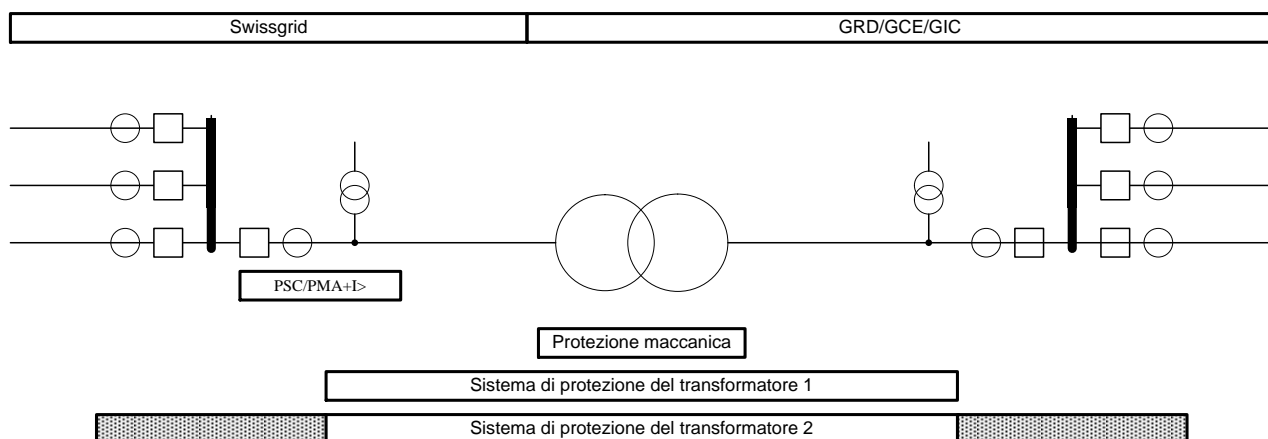 Swissgrid
GRD/GCE/GIC
PSC/PMA+I>
Protezione maccanica
Sistema di protezione del transformatore 1
Sistema di protezione del transformatore 2